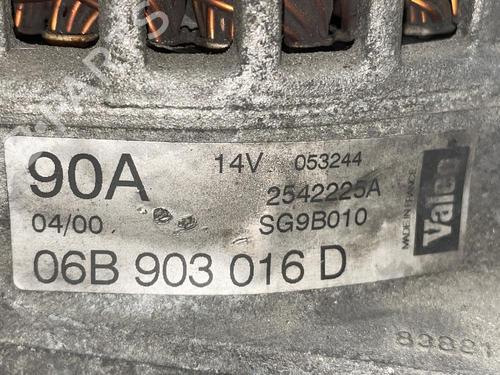 90A 14V 053244
2542225A
04/00 SG9B010
06B 903 016 D
MADE IN FRANCE
Valeo